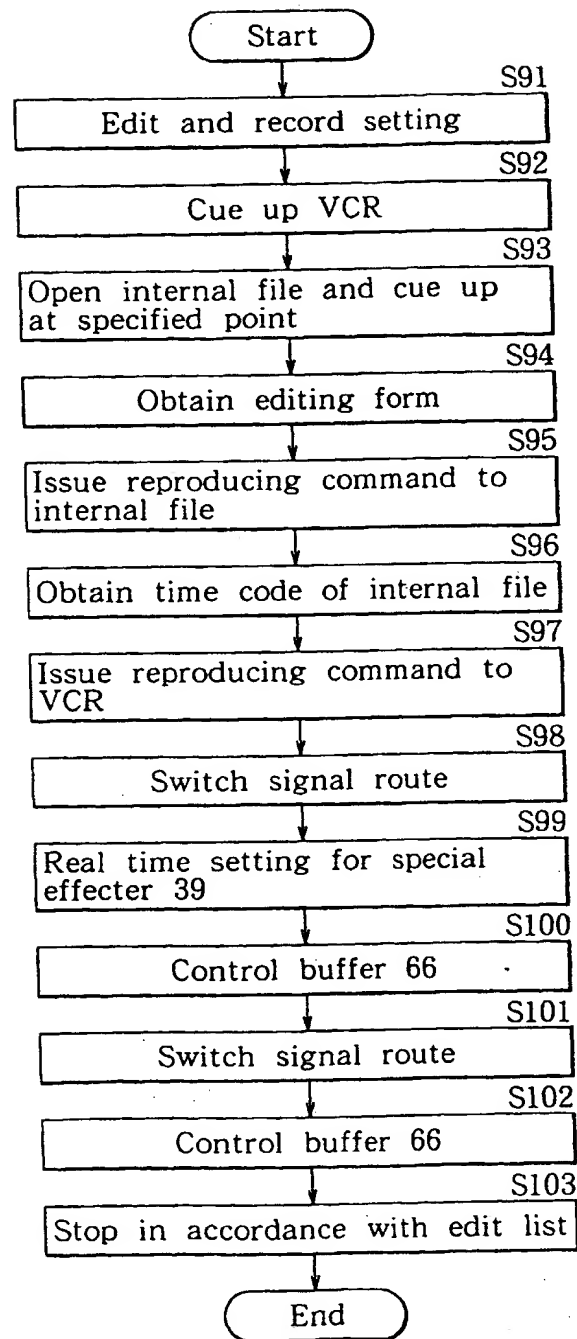 Start
S91
Edit and record setting
S92
Cue up VCR
S93
Open internal file and cue up
at specified point
S94
Obtain editing form
S95
Issue reproducing command to
internal file
S96
Obtain time code of internal file
S97
Issue reproducing command to
VCR
S98
Switch signal route
S99
Real time setting for special
effecter 39
S100
Control buffer 66
S101
Switch signal route
S102
Control buffer 66
S103
Stop in accordance with edit list
End